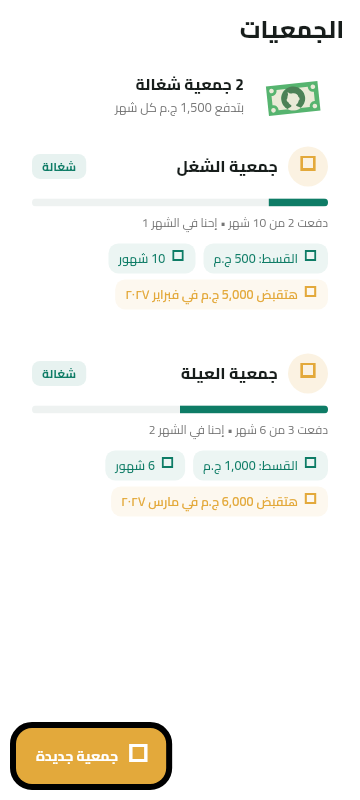 الجمعيات
2 جمعية شغالة
بتدفع 1,500 ج.م كل شهر
جمعية الشغل
شغالة
دفعت 2 من 10 شهر • إحنا في الشهر 1
القسط: 500 ج.م
10 شهور
هتقبض 5,000 ج.م في فبراير ٢٠٢٧
جمعية العيلة
شغالة
دفعت 3 من 6 شهر • إحنا في الشهر 2
القسط: 1,000 ج.م
6 شهور
هتقبض 6,000 ج.م في مارس ٢٠٢٧
جمعية جديدة